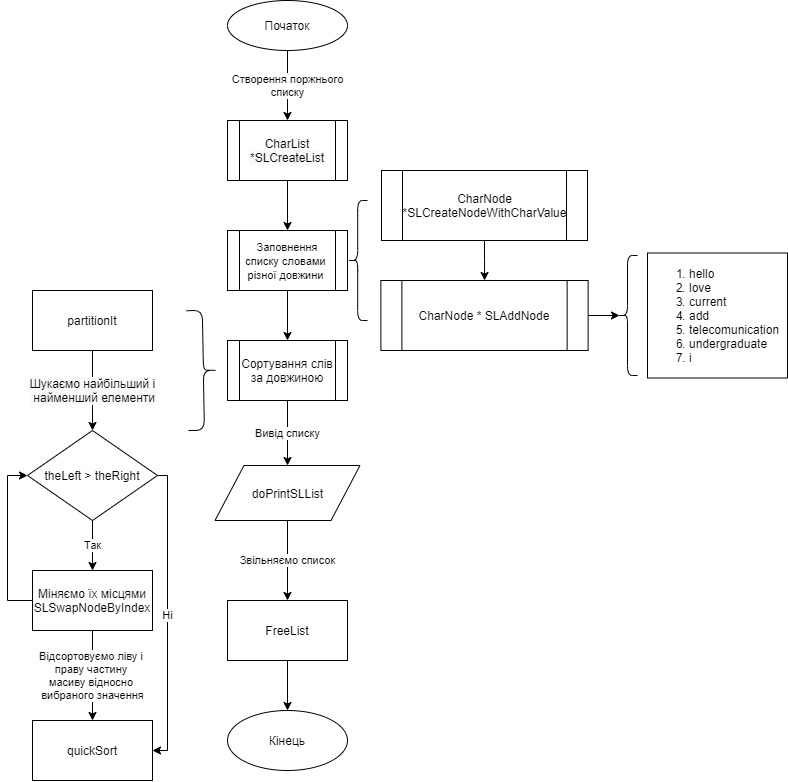 Початок
Створення поржнього
списку
CharList
*SLCreateList
Заповнення
списку словами
різної довжини
CharNode
*SLCreateNodeWithCharValue
CharNode * SLAddNode
1. hello
2. love
3. current
4. add
5. telecomunication
6. undergraduate
7. i
Сортування слів
за довжиною
partitionIt
Шукаємо найбільший і
найменший елементи
theLeft > theRight
Так
Ні
Міняємо їх місцями
SLSwapNodeByIndex
Відсортовуємо ліву і
праву частину
масиву відносно
вибраного значення
quickSort
Вивід списку
doPrintSLList
Звільняємо список
FreeList
Кінець